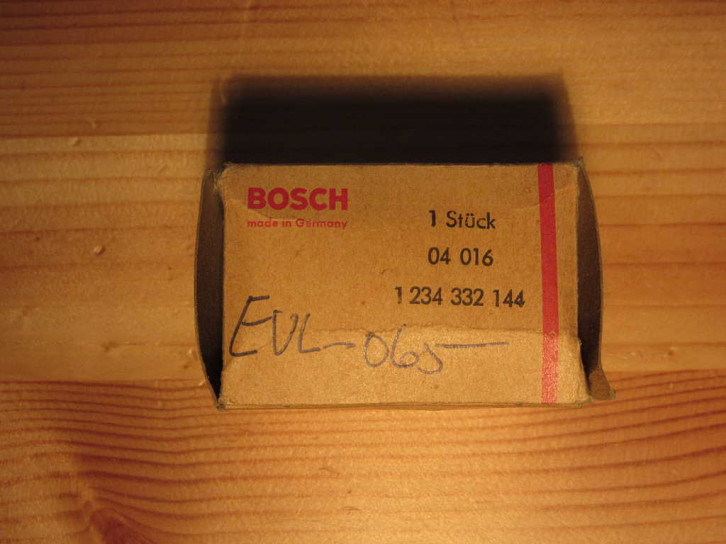 BOSCH
made in Germany
1 Stück
04 016
1 234 332 144
EVL-065-